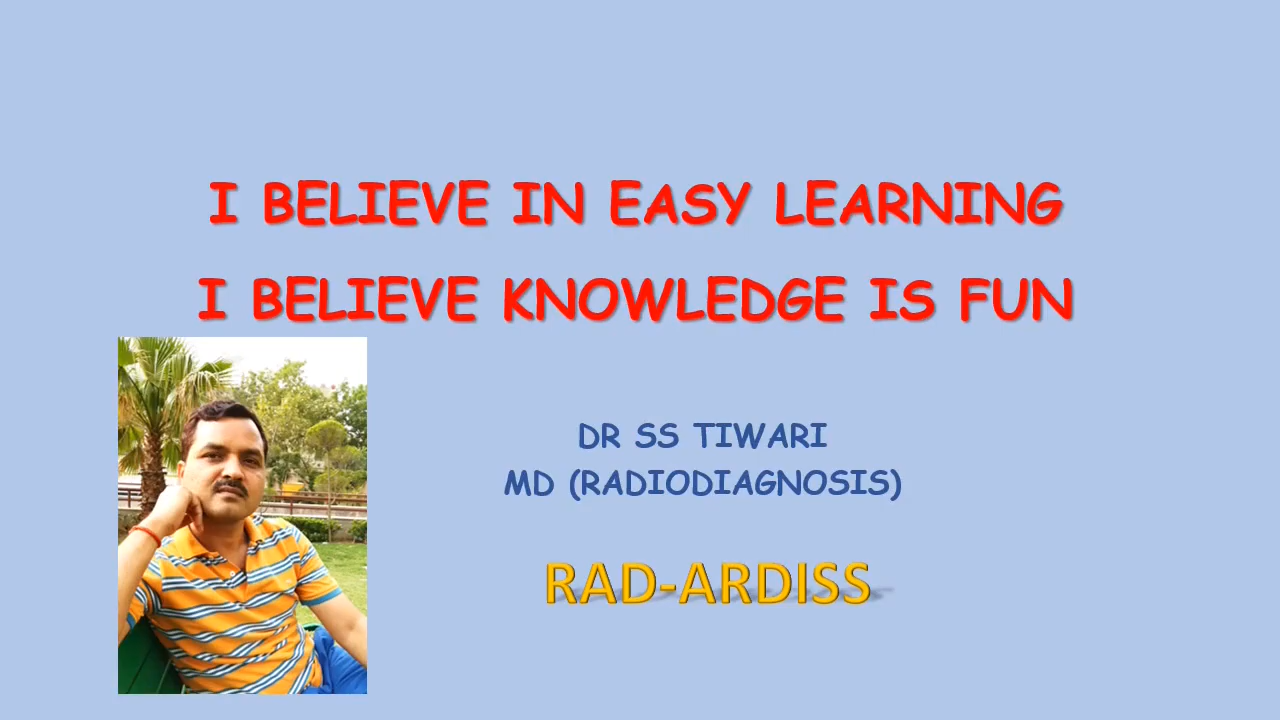 I BELIEVE IN EASY LEARNING
I BELIEVE KNOWLEDGE IS FUN
DR SS TIWARI
MD (RADIODIAGNOSIS)
RAD-ARDISS